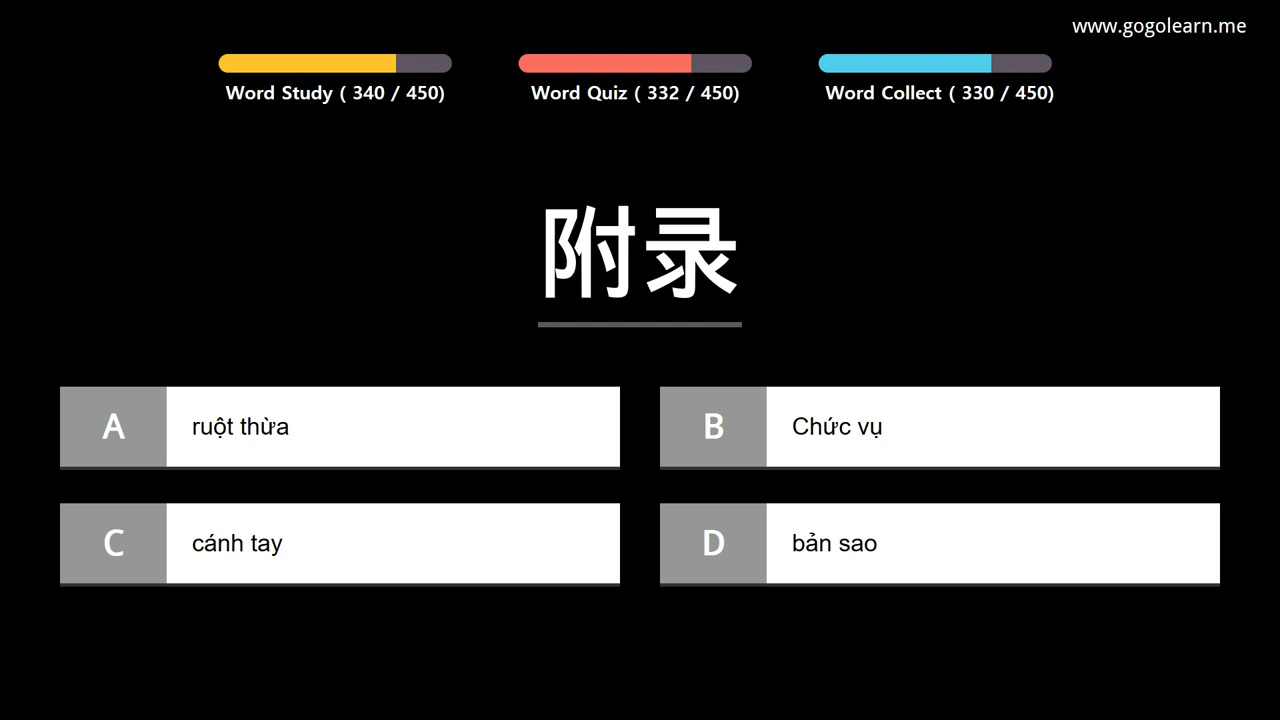 www.gogolearn.me
Word Study ( 340 / 450)
Word Quiz ( 332 / 450)
Word Collect ( 330 / 450)
附录
A ruột thừa
B Chức vụ
C cánh tay
D bản sao